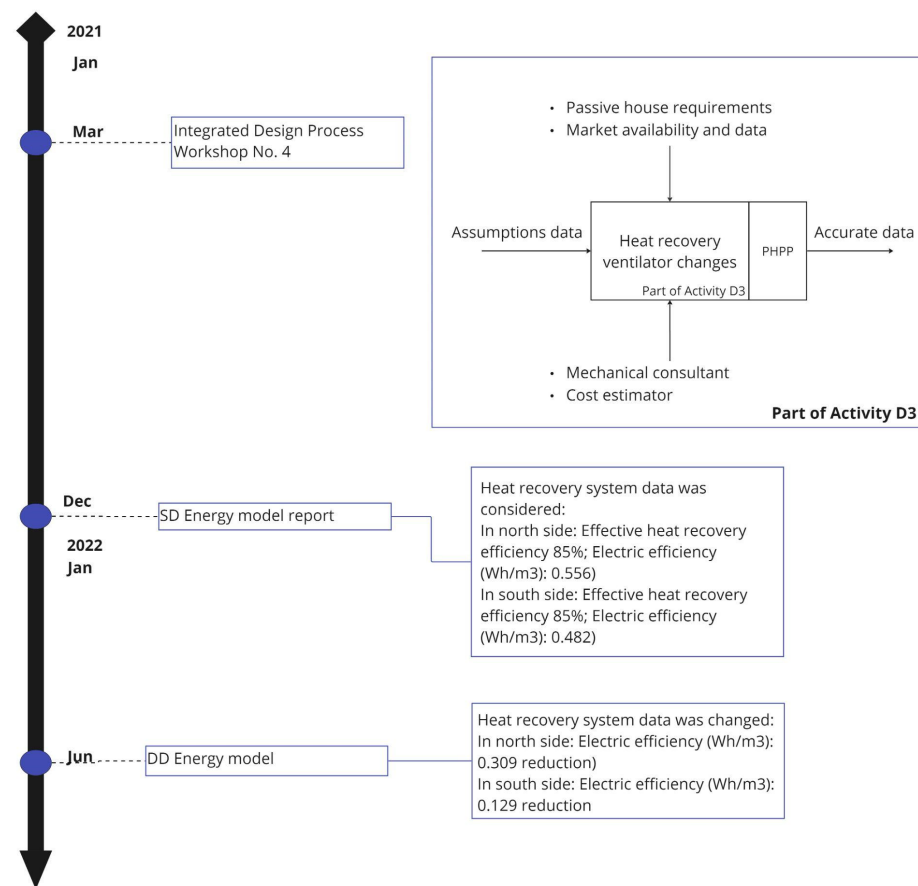 2021
Jan
Mar
Integrated Design Process
Workshop No. 4
• Passive house requirements
• Market availability and data
Assumptions data
Heat recovery
ventilator changes
Part of Activity D3
PHPP
Accurate data
• Mechanical consultant
• Cost estimator
Part of Activity D3
Dec
SD Energy model report
2022
Jan
Heat recovery system data was
considered:
In north side: Effective heat recovery
efficiency 85%; Electric efficiency
(Wh/m3): 0.556)
In south side: Effective heat recovery
efficiency 85%; Electric efficiency
(Wh/m3): 0.482)
Jun
DD Energy model
Heat recovery system data was changed:
In north side: Electric efficiency (Wh/m3):
0.309 reduction)
In south side: Electric efficiency (Wh/m3):
0.129 reduction